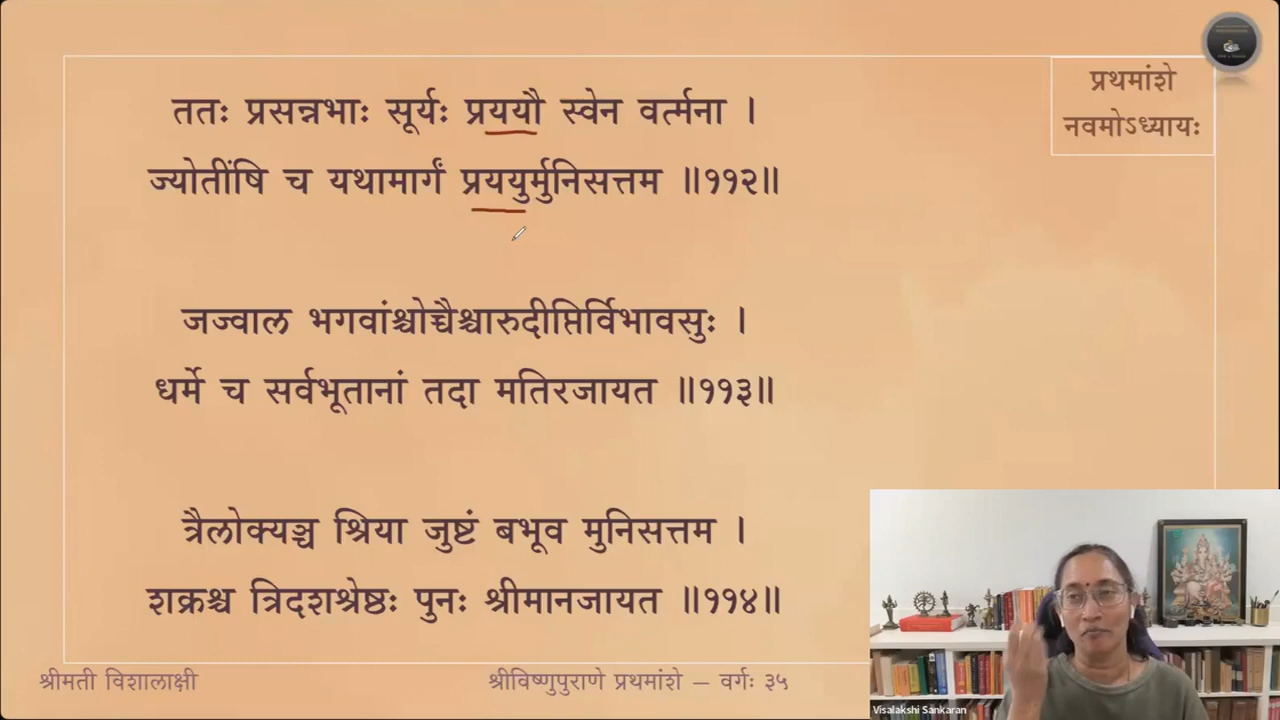 प्रथमांशे
नवमोऽध्यायः
ततः प्रसन्नभाः सूर्यः प्रययौ स्वेन वर्त्मना ।
ज्योतींषि च यथामार्गं प्रययुर्मुनिसत्तम ॥११२॥
जज्वाल भगवांश्चोच्चैश्चारुदीप्तिर्विभावसुः ।
धर्मे च सर्वभूतानां तदा मतिरजायत ॥११३॥
त्रैलोक्यञ्च श्रिया जुष्टं बभूव मुनिसत्तम ।
शक्रश्च त्रिदशश्रेष्ठः पुनः श्रीमानजायत ॥११४॥
श्रीमती विशालाक्षी
श्रीविष्णुपुराणे प्रथमांशे – वर्गः ३५
Visalakshi Sankaran